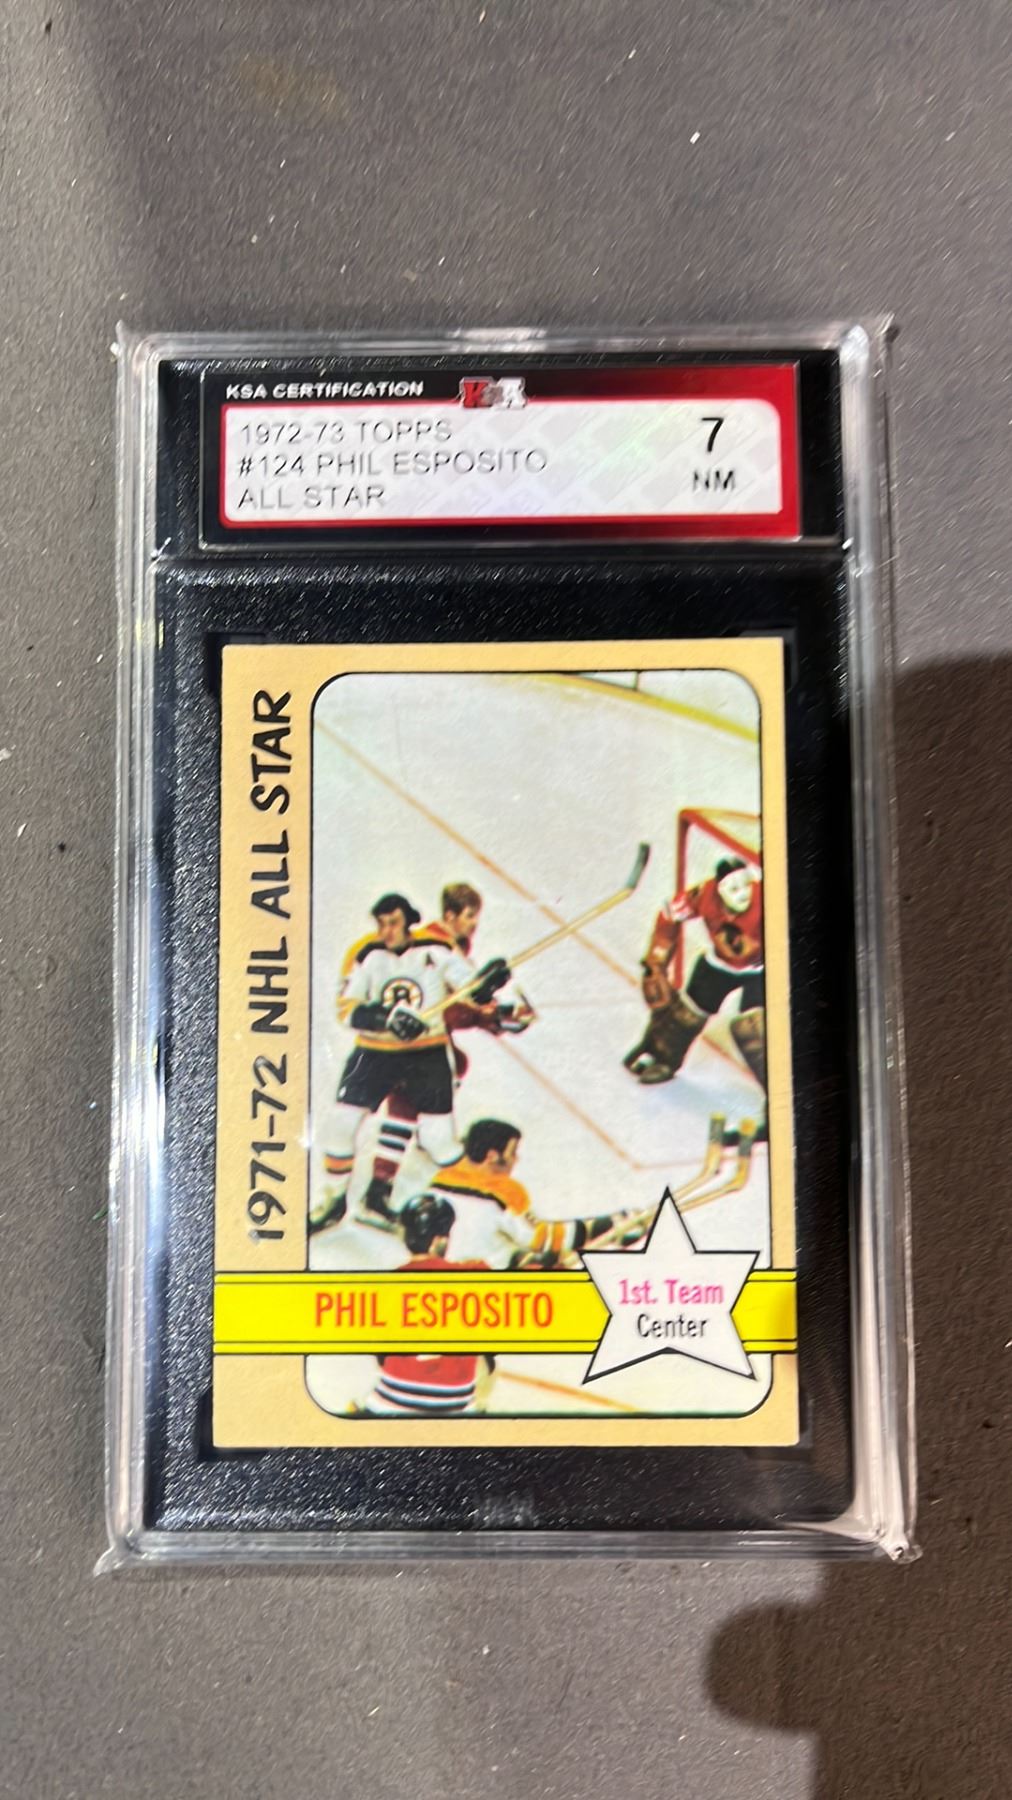 KSA CERTIFICATION KSA
1972-73 TOPPS
#124 PHIL ESPOSITO
ALL STAR
7
NM
1971-72 NHL ALL STAR
PHIL ESPOSITO
1st. Team
Center